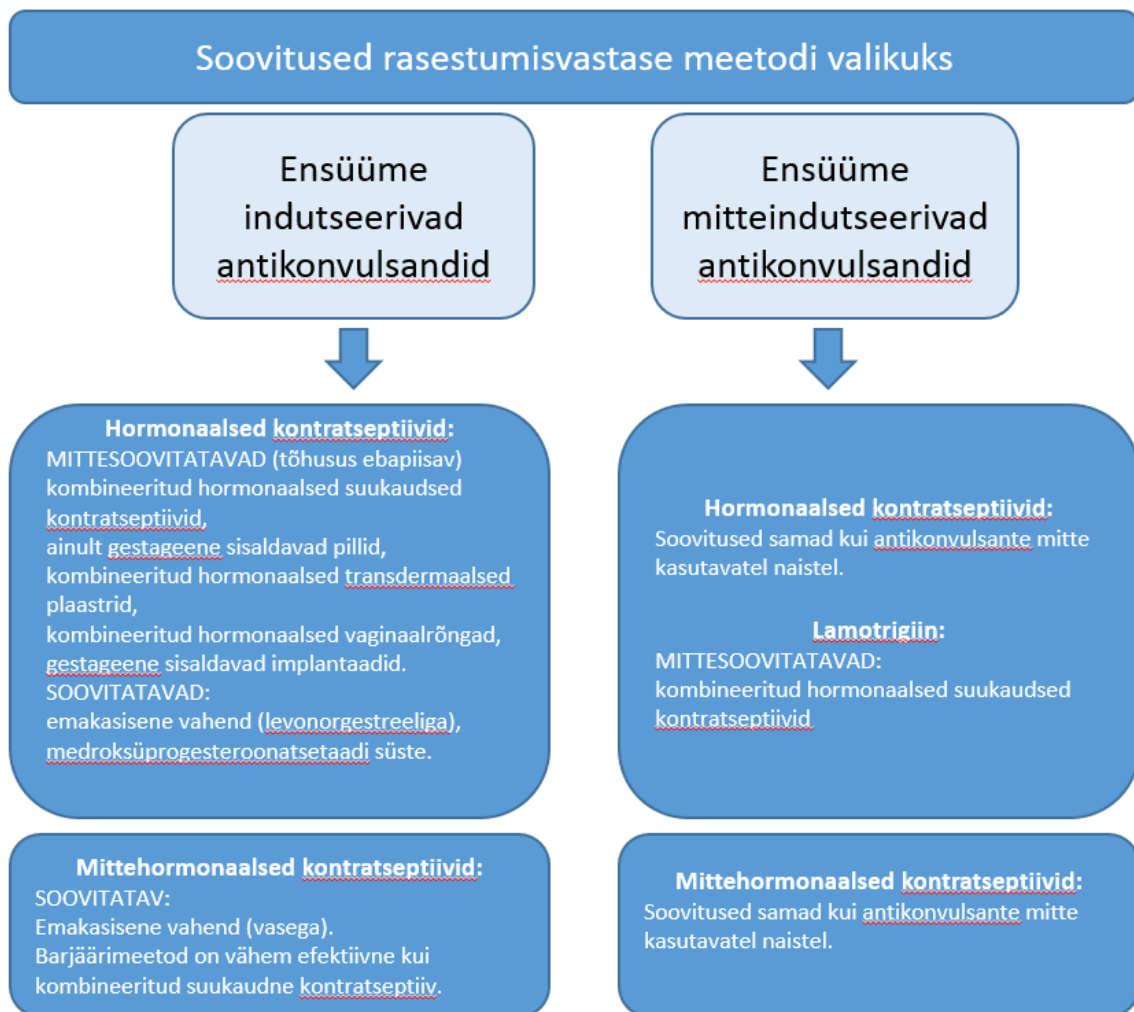 Soovitused rasestumisvastase meetodi valikuks
Ensüüme
indutseerivad
antikonvulsandid
Ensüüme
mitteindutseerivad
antikonvulsandid
Hormonaalsed kontratseptiivid:
MITTESOOVITATAVAD (tõhusus ebapiisav)
kombineeritud hormonaalsed suukaudsed
kontratseptiivid,
ainult gestageene sisaldavad pillid,
kombineeritud hormonaalsed transdermaalsed
plaastrid,
kombineeritud hormonaalsed vaginaalrõngad,
gestageene sisaldavad implantaadid.
SOOVITATAVAD:
emakasisene vahend (levonorgestreeliga),
medroksüprogesteroonatsetaadi süste.
Hormonaalsed kontratseptiivid:
Soovitused samad kui antikonvulsante mitte
kasutavatel naistel.
Lamotrigiin:
MITTESOOVITATAVAD:
kombineeritud hormonaalsed suukaudsed
kontratseptiivid
Mittehormonaalsed kontratseptiivid:
SOOVITATAV:
Emakasisene vahend (vasega).
Barjäärimeetod on vähem efektiivne kui
kombineeritud suukaudne kontratseptiiv.
Mittehormonaalsed kontratseptiivid:
Soovitused samad kui antikonvulsante mitte
kasutavatel naistel.